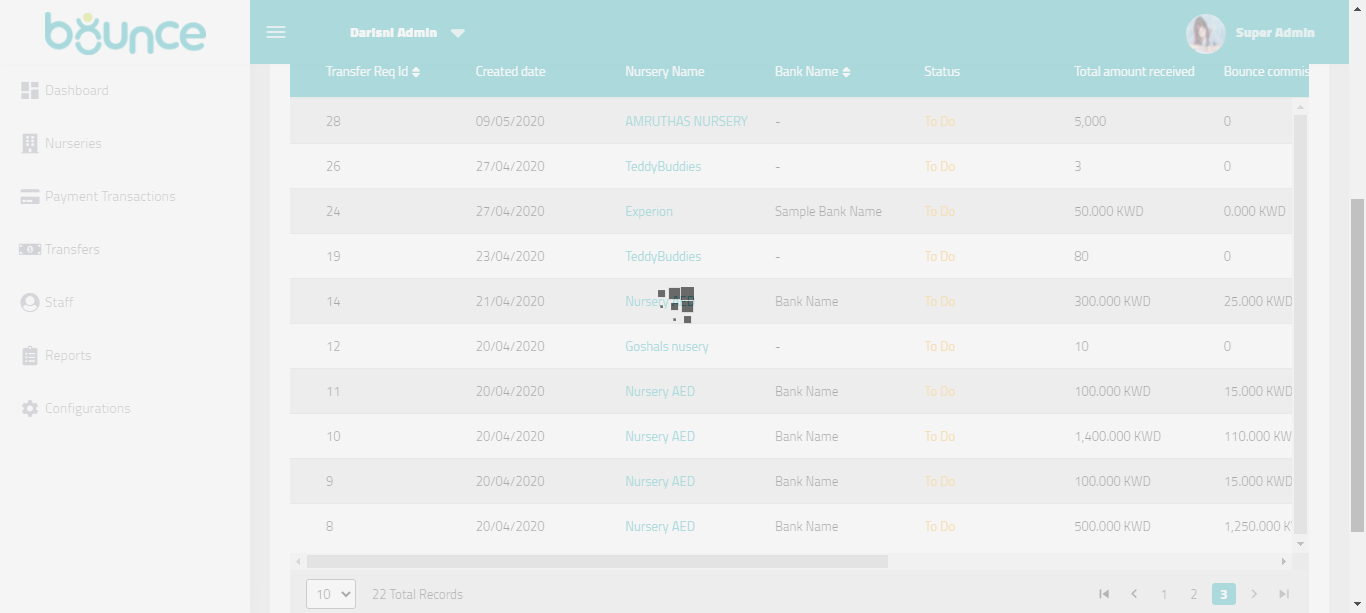 bounce
Darisni Admin
Super Admin
Dashboard
Nurseries
Payment Transactions
Transfers
Staff
Reports
Configurations
Transfer Req Id Created date Nursery Name Bank Name Status Total amount received Bounce commis
28 09/05/2020 AMRUTHAS NURSERY - To Do 5,000 0
26 27/04/2020 TeddyBuddies - To Do 3 0
24 27/04/2020 Experion Sample Bank Name To Do 50.000 KWD 0.000 KWD
19 23/04/2020 TeddyBuddies - To Do 80 0
14 21/04/2020 Nursery AED Bank Name To Do 300.000 KWD 25.000 KWD
12 20/04/2020 Goshals nusery - To Do 10 0
11 20/04/2020 Nursery AED Bank Name To Do 100.000 KWD 15.000 KWD
10 20/04/2020 Nursery AED Bank Name To Do 1,400.000 KWD 110.000 KW
9 20/04/2020 Nursery AED Bank Name To Do 100.000 KWD 15.000 KWD
8 20/04/2020 Nursery AED Bank Name To Do 500.000 KWD 1,250.000 K
10 22 Total Records 1 2 3